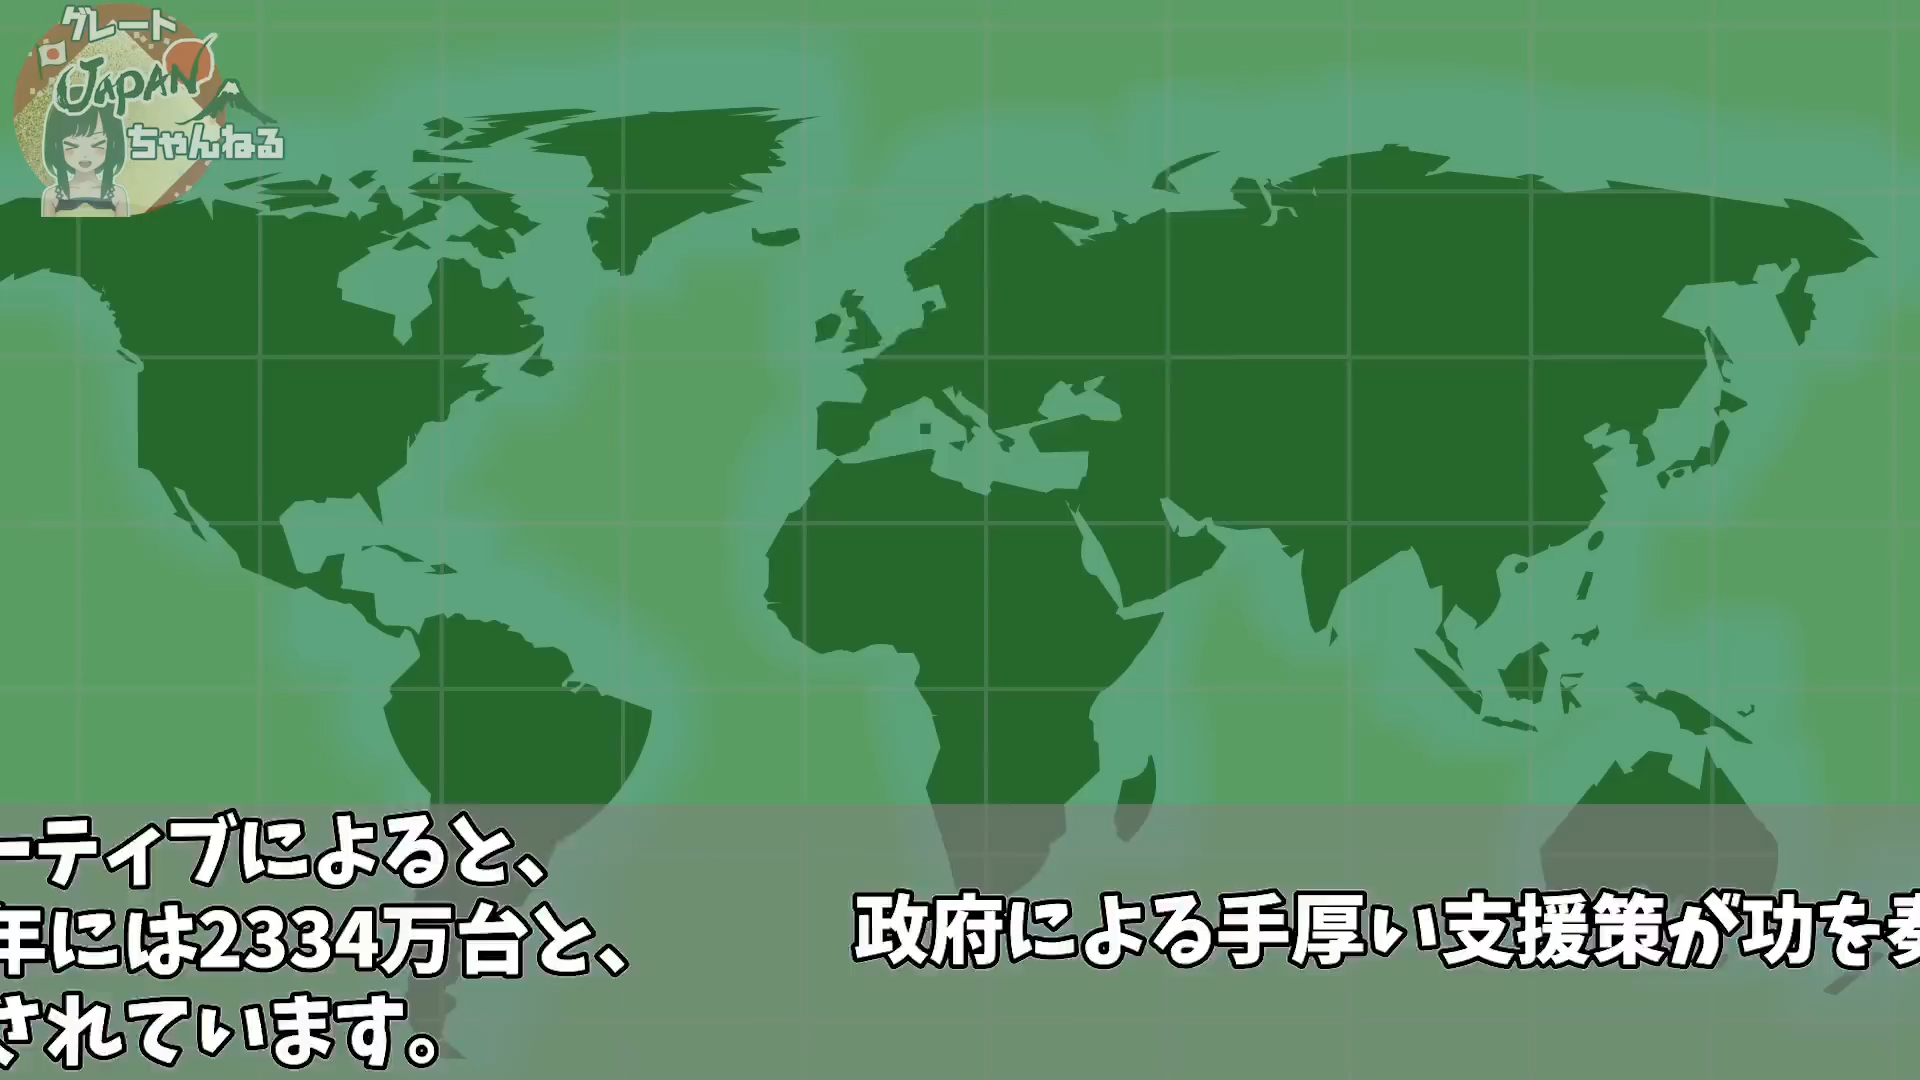 グレート
JAPAN
ちゃんねる
ーティブによると、
年には2334万台と、
されています。
政府による手厚い支援策が功を奏